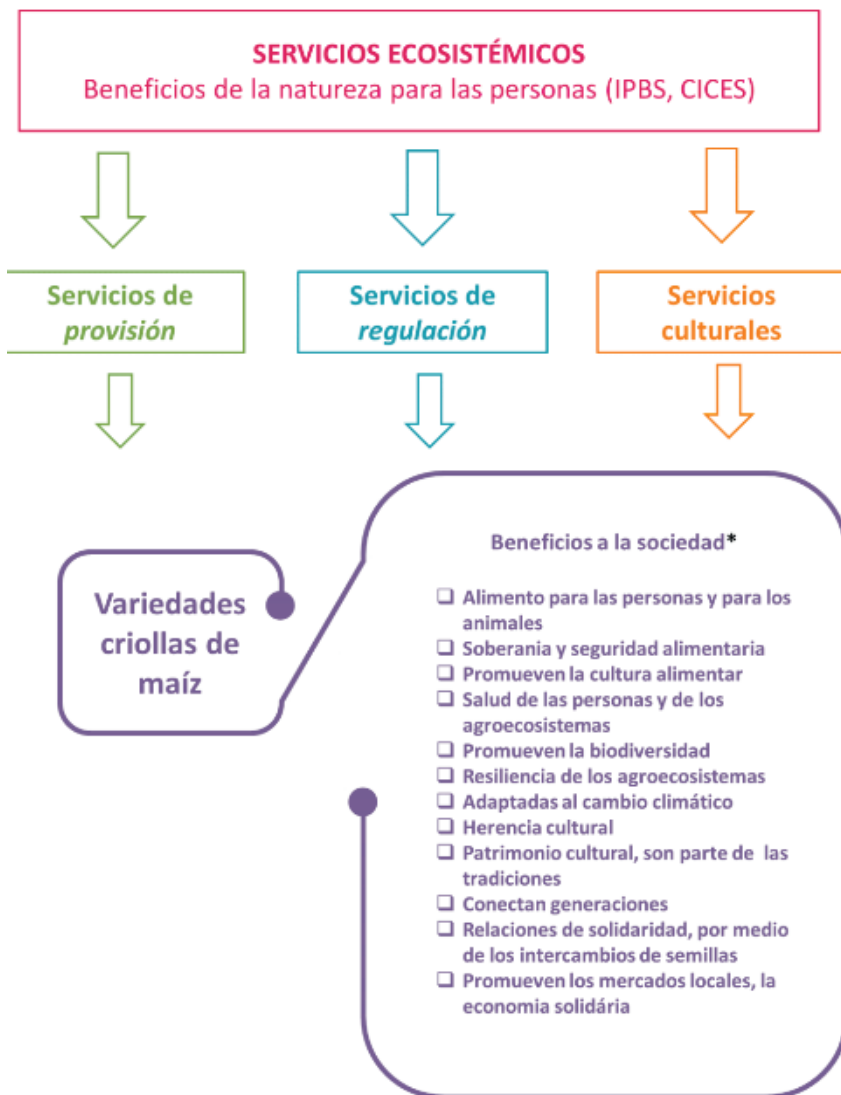 SERVICIOS ECOSISTÉMICOS
Beneficios de la natureza para las personas (IPBS, CICES)
Servicios de
provisión
Servicios de
regulación
Servicios
culturales
Variedades
criollas de
maíz
Beneficios a la sociedad*
❑ Alimento para las personas y para los
animales
❑ Soberania y seguridad alimentaria
❑ Promueven la cultura alimentar
❑ Salud de las personas y de los
agroecosistemas
❑ Promueven la biodiversidad
❑ Resiliencia de los agroecosistemas
❑ Adaptadas al cambio climático
❑ Herencia cultural
❑ Patrimonio cultural, son parte de las
tradiciones
❑ Conectan generaciones
❑ Relaciones de solidaridad, por medio
de los intercambios de semillas
❑ Promueven los mercados locales, la
economia solidária